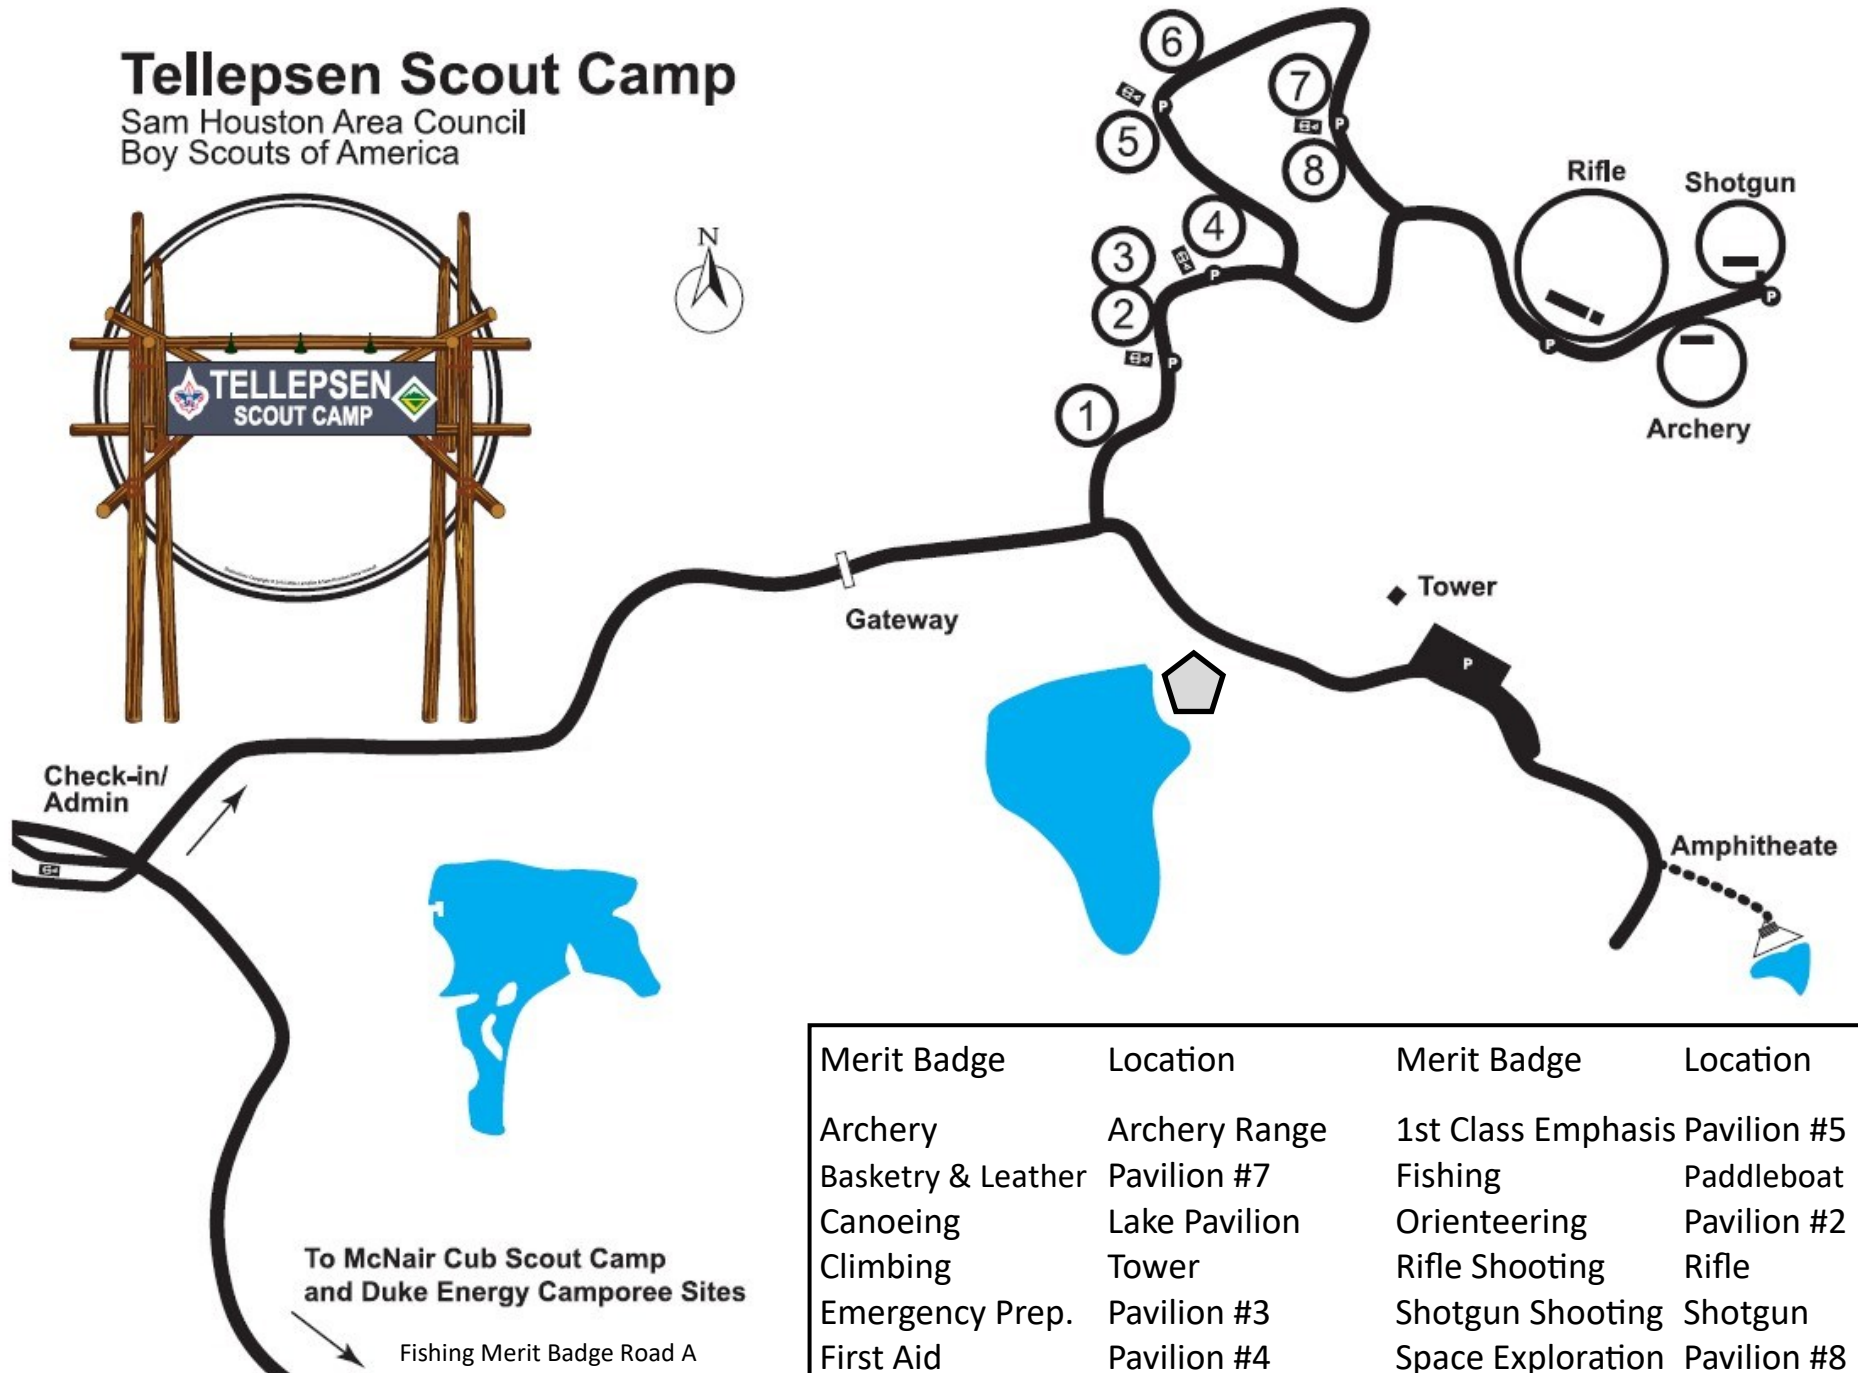 Tellepsen Scout Camp
Sam Houston Area Council
Boy Scouts of America
TELLEPSEN
SCOUT CAMP
N
6
7
5
8
4
3
2
1
P
P
P
P
P
P
P
Rifle
Shotgun
Archery
Gateway
Tower
Check-in/
Admin
Amphitheate
To McNair Cub Scout Camp
and Duke Energy Camporee Sites
Fishing Merit Badge Road A
Merit Badge Location Merit Badge Location
Archery Archery Range 1st Class Emphasis Pavilion #5
Basketry & Leather Pavilion #7 Fishing Paddleboat
Canoeing Lake Pavilion Orienteering Pavilion #2
Climbing Tower Rifle Shooting Rifle
Emergency Prep. Pavilion #3 Shotgun Shooting Shotgun
First Aid Pavilion #4 Space Exploration Pavilion #8